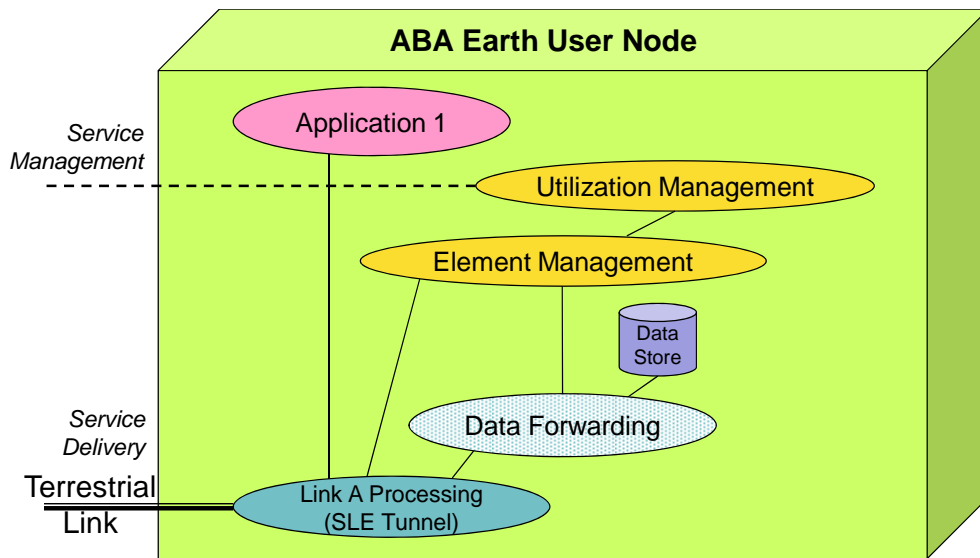 ABA Earth User Node
Application 1
Service
Management
Utilization Management
Element Management
Data
Store
Service
Delivery
Data Forwarding
Terrestrial
Link
Link A Processing
(SLE Tunnel)